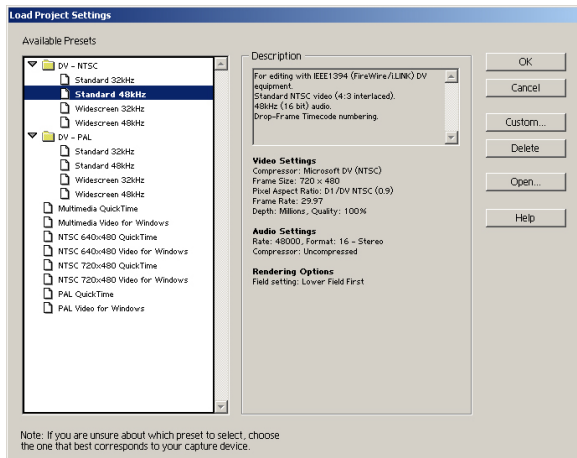 Load Project Settings
Available Presets
DV - NTSC
Standard 32kHz
Standard 48kHz
Widescreen 32kHz
Widescreen 48kHz
DV - PAL
Standard 32kHz
Standard 48kHz
Widescreen 32kHz
Widescreen 48kHz
Multimedia QuickTime
Multimedia Video for Windows
NTSC 640x480 QuickTime
NTSC 640x480 Video for Windows
NTSC 720x480 QuickTime
NTSC 720x480 Video for Windows
PAL QuickTime
PAL Video for Windows
Description
For editing with IEEE1394 (FireWire/i.LINK) DV
equipment.
Standard NTSC video (4:3 interlaced).
48kHz (16 bit) audio.
Drop-Frame Timecode numbering.
Video Settings
Compressor: Microsoft DV (NTSC)
Frame Size: 720 x 480
Pixel Aspect Ratio: D1/DV NTSC (0.9)
Frame Rate: 29.97
Depth: Millions, Quality: 100%
Audio Settings
Rate: 48000, Format: 16 - Stereo
Compressor: Uncompressed
Rendering Options
Field setting: Lower Field First
OK
Cancel
Custom...
Delete
Open...
Help
Note: If you are unsure about which preset to select, choose
the one that best corresponds to your capture device.